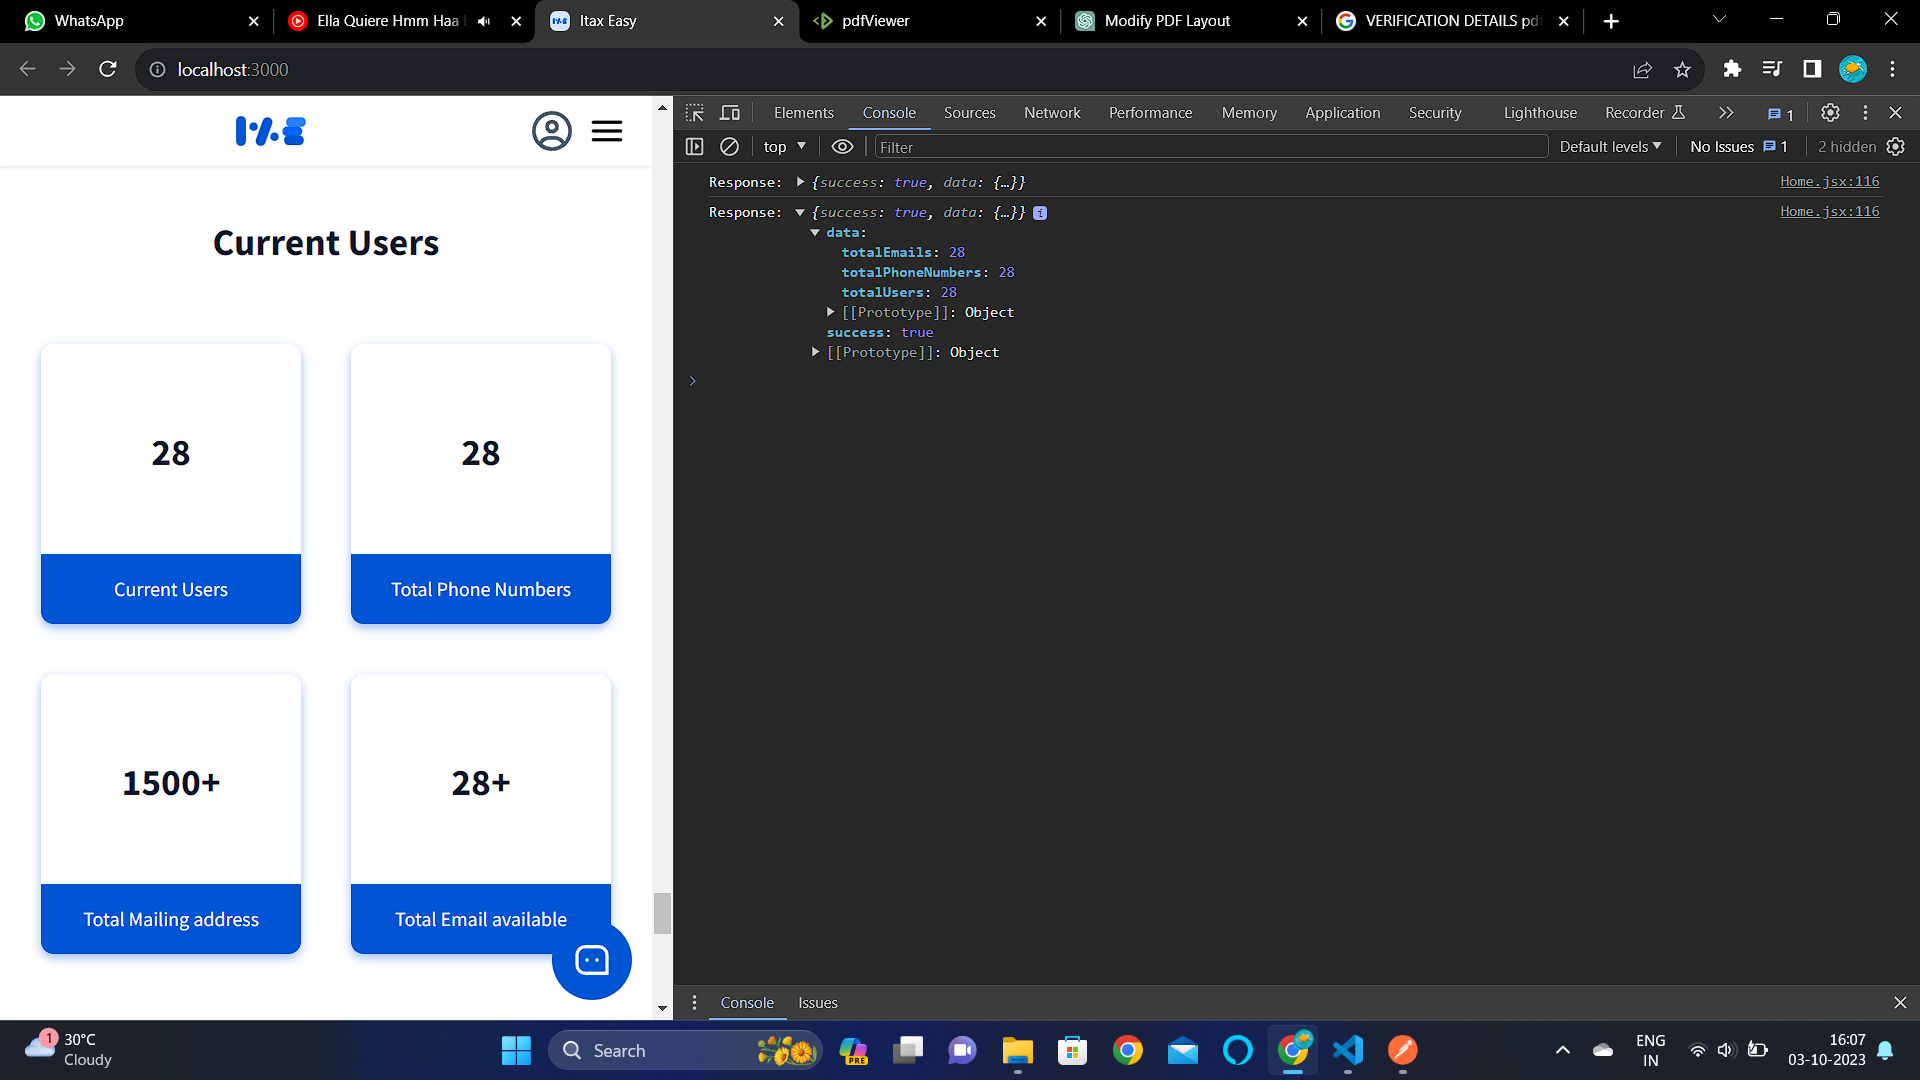 WhatsApp
Ella Quiere Hmm Haa
Itax Easy
pdfViewer
Modify PDF Layout
VERIFICATION DETAILS pdf
localhost:3000
Elements
Console
Sources
Network
Performance
Memory
Application
Security
Lighthouse
Recorder
1
top
Filter
Default levels
No Issues
1
2 hidden
Response: {success: true, data: {…}}
Home.jsx:116
Response: {success: true, data: {…}}
i
Home.jsx:116
data:
totalEmails: 28
totalPhoneNumbers: 28
totalUsers: 28
[[Prototype]]: Object
success: true
[[Prototype]]: Object
Current Users
28
Current Users
28
Total Phone Numbers
1500+
Total Mailing address
28+
Total Email available
Console
Issues
1
30°C
Cloudy
Search
PRE
ENG
IN
16:07
03-10-2023